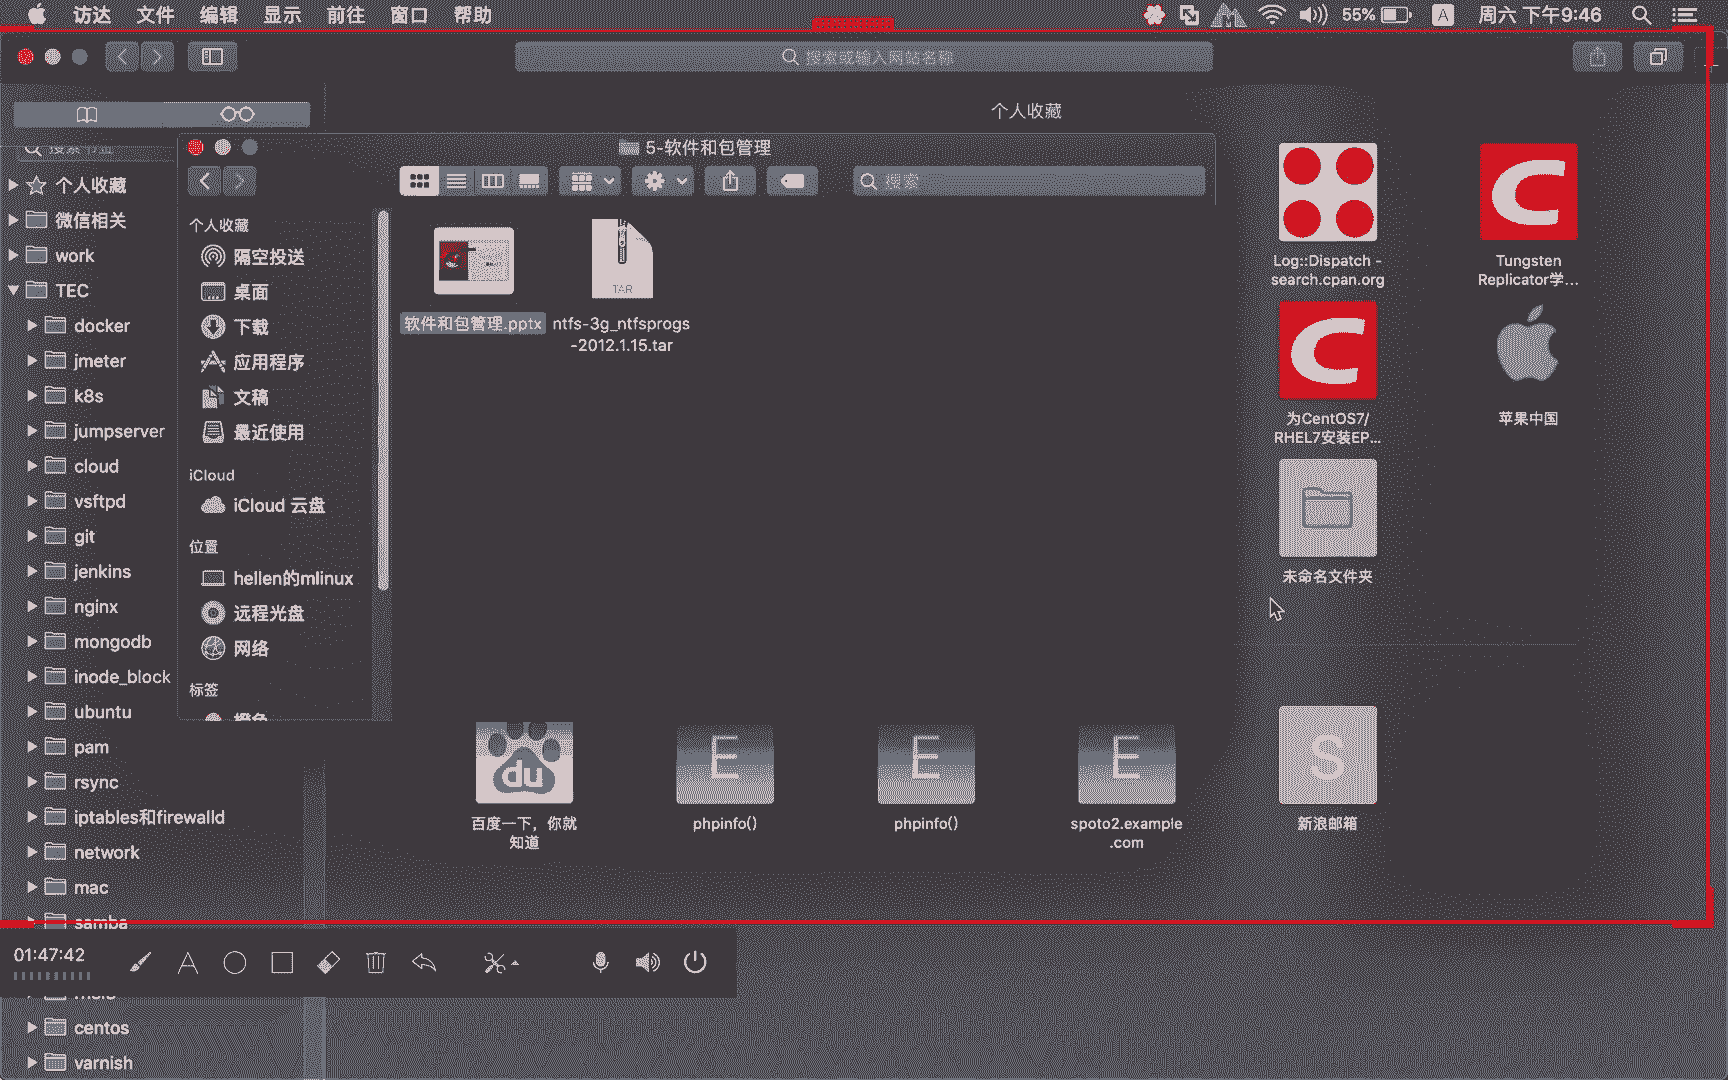 访达 文件 编辑 显示 前往 窗口 帮助 55% A 周六 下午9:46
搜索或输入网站名称
个人收藏
搜索书签
个人收藏
微信相关
work
TEC
docker
jmeter
k8s
jumpserver
cloud
vsftpd
git
jenkins
nginx
mongodb
inode_block
ubuntu
pam
rsync
iptables和firewalld
network
mac
samba
centos
varnish
5-软件和包管理
搜索
个人收藏
隔空投送
桌面
下载
应用程序
文稿
最近使用
iCloud
iCloud 云盘
位置
hellen的mlinux
远程光盘
网络
标签
橙色
TAR
软件和包管理.pptx
ntfs-3g_ntfsprogs
-2012.1.15.tar
Log::Dispatch -
search.cpan.org
Tungsten
Replicator学...
为CentOS7/
RHEL7安装EP...
苹果中国
未命名文件夹
du
百度一下，你就
知道
E
phpinfo()
E
phpinfo()
E
spoto2.example
.com
S
新浪邮箱
01:47:42
A